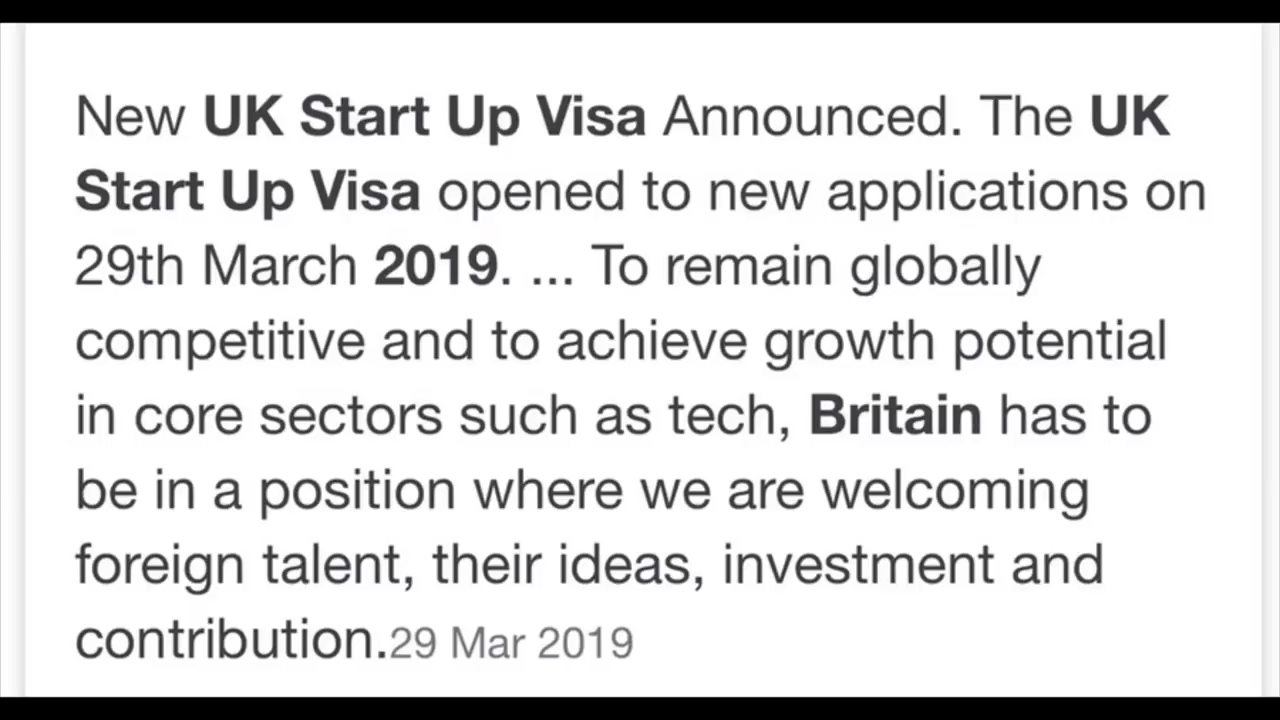 New UK Start Up Visa Announced. The UK
Start Up Visa opened to new applications on
29th March 2019. ... To remain globally
competitive and to achieve growth potential
in core sectors such as tech, Britain has to
be in a position where we are welcoming
foreign talent, their ideas, investment and
contribution.29 Mar 2019